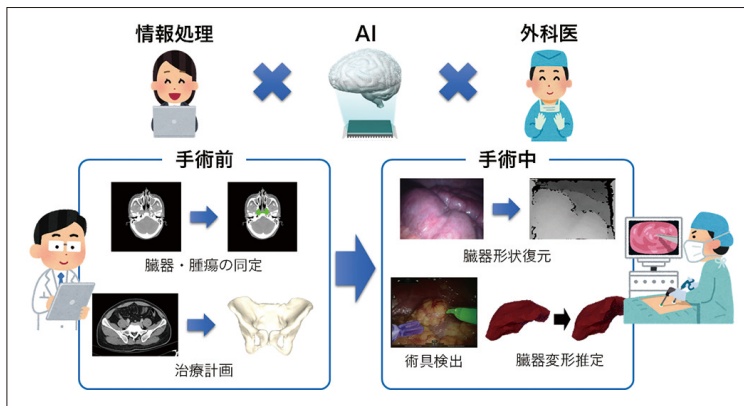 情報処理
AI
外科医
手術前
手術中
臓器・腫瘍の同定
治療計画
臓器形状復元
術具検出
臓器変形推定